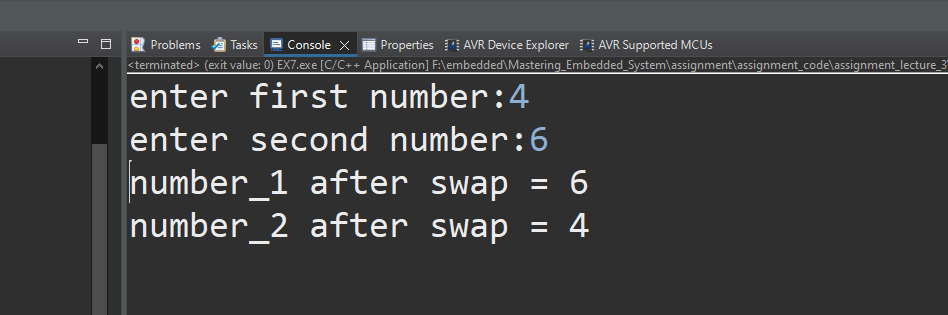 Problems Tasks Console Properties AVR Device Explorer AVR Supported MCUs
<terminated> (exit value: 0) EX7.exe [C/C++ Application] F:\embedded\Mastering_Embedded_System\assignment\assignment_code\assignment_lecture_3\
enter first number:4
enter second number:6
number_1 after swap = 6
number_2 after swap = 4